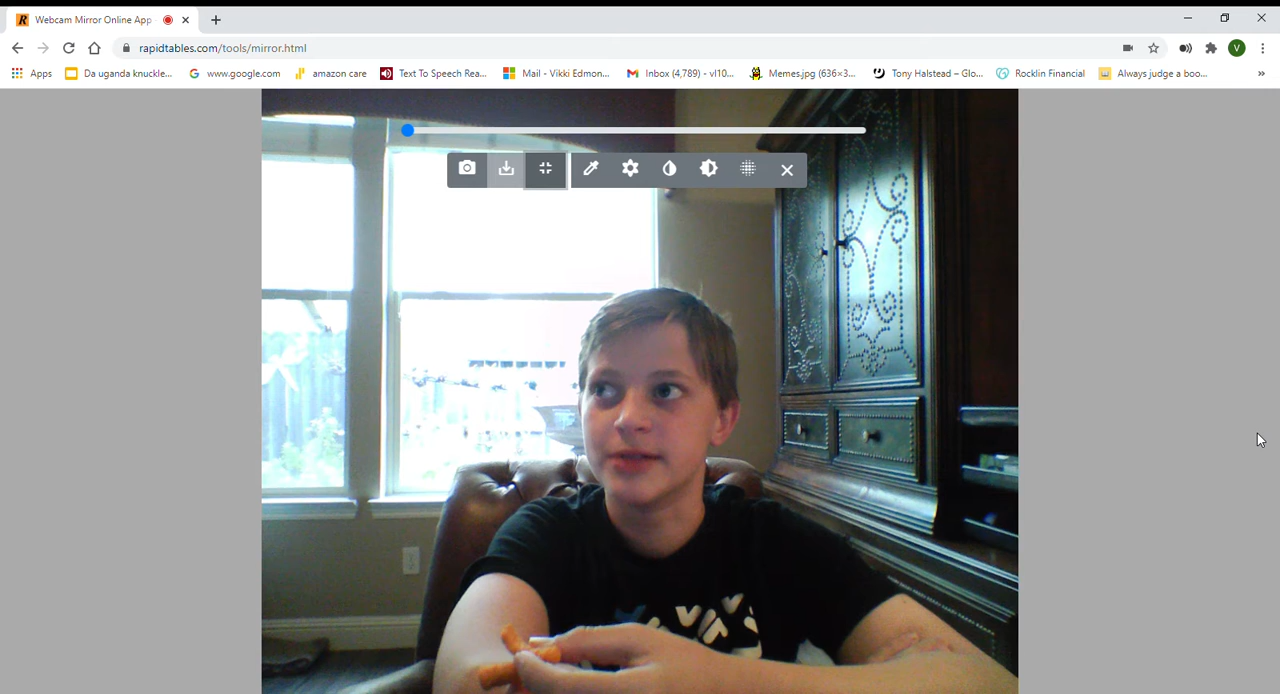 Webcam Mirror Online App
rapidtables.com/tools/mirror.html
V
Apps
Da uganda knuckle...
www.google.com
amazon care
Text To Speech Rea...
Mail - Vikki Edmon...
Inbox (4,789) - vl10...
Memes.jpg (636×3...
Tony Halstead – Glo...
Rocklin Financial
Always judge a boo...